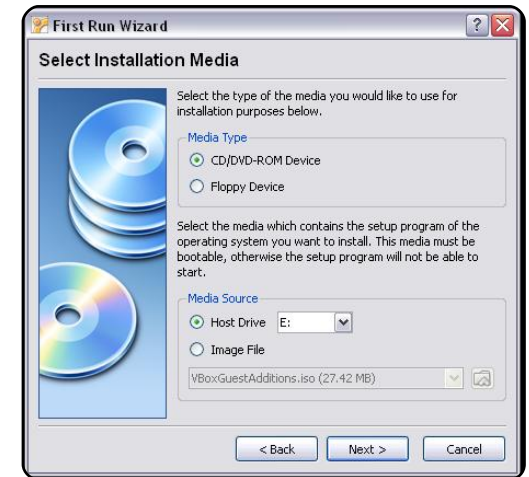 First Run Wizard
Select Installation Media
Select the type of the media you would like to use for
installation purposes below.
Media Type
CD/DVD-ROM Device
Floppy Device
Select the media which contains the setup program of the
operating system you want to install. This media must be
bootable, otherwise the setup program will not be able to
start.
Media Source
Host Drive E:
Image File
VBoxGuestAdditions.iso (27.42 MB)
< Back Next > Cancel